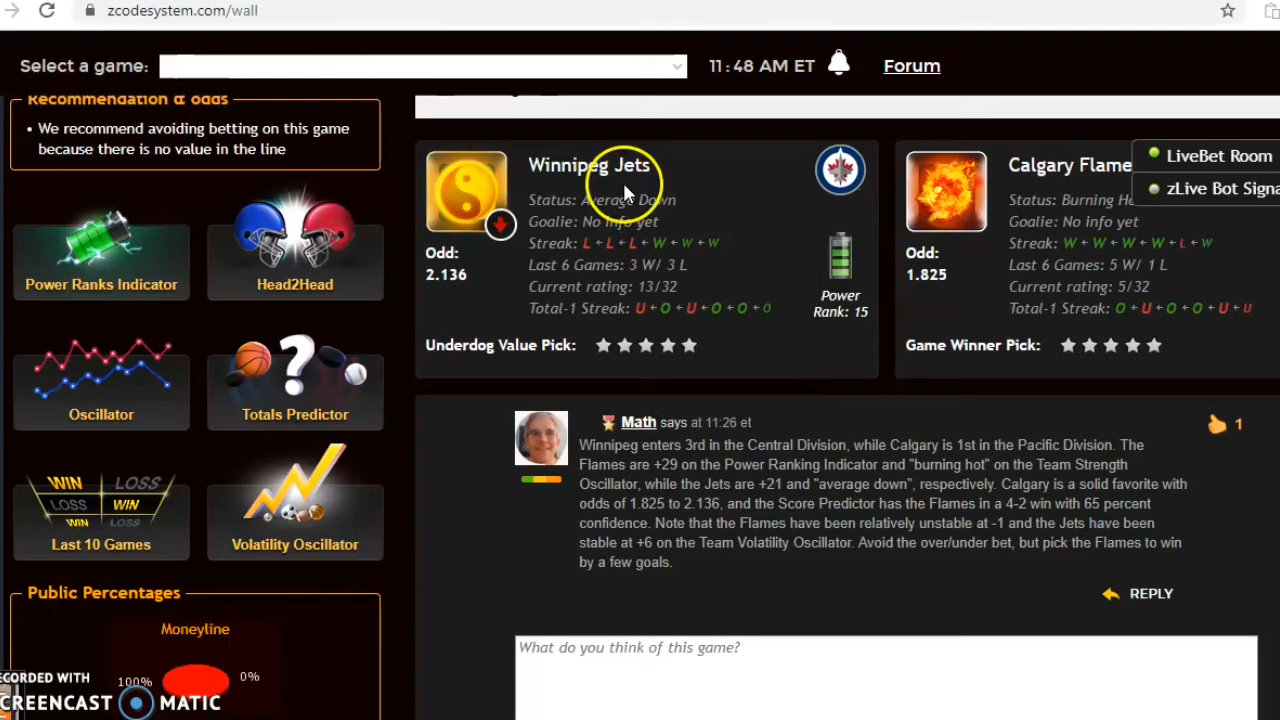 zcodesystem.com/wall
Select a game:
11:48 AM ET
Forum
Recommendation & odds
We recommend avoiding betting on this game
because there is no value in the line
Power Ranks Indicator
Head2Head
Oscillator
Totals Predictor
WIN LOSS
LOSS WIN
WIN LOSS
Last 10 Games
Volatility Oscillator
Public Percentages
Moneyline
100%
0%
Winnipeg Jets
Status: Average Down
Goalie: No info yet
Streak: L ← L ← L ← W ← W ← W
Last 6 Games: 3 W/ 3 L
Current rating: 13/32
Total-1 Streak: U ← O ← U ← O ← O ← O
Odd:
2.136
Power
Rank: 15
Underdog Value Pick:
Calgary Flame
Status: Burning H
Goalie: No info yet
Streak: W ← W ← W ← W ← L ← W
Last 6 Games: 5 W/ 1 L
Current rating: 5/32
Total-1 Streak: O ← U ← O ← O ← U ← U
Odd:
1.825
Game Winner Pick:
LiveBet Room
zLive Bot Signa
Math says at 11:26 et
1
Winnipeg enters 3rd in the Central Division, while Calgary is 1st in the Pacific Division. The
Flames are +29 on the Power Ranking Indicator and "burning hot" on the Team Strength
Oscillator, while the Jets are +21 and "average down", respectively. Calgary is a solid favorite with
odds of 1.825 to 2.136, and the Score Predictor has the Flames in a 4-2 win with 65 percent
confidence. Note that the Flames have been relatively unstable at -1 and the Jets have been
stable at +6 on the Team Volatility Oscillator. Avoid the over/under bet, but pick the Flames to win
by a few goals.
REPLY
What do you think of this game?
ECORDED WITH
SCREENCAST MATIC